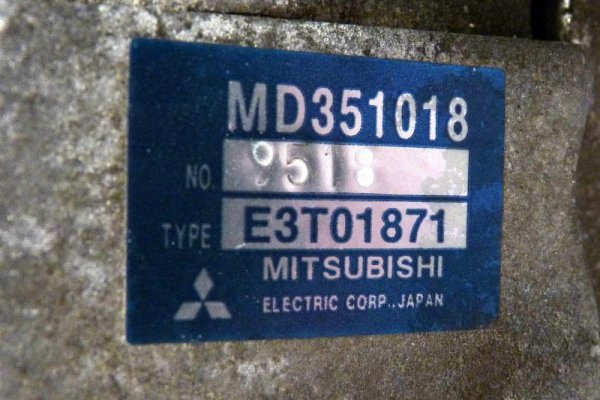 MD351018
NO. 9518
TYPE E3T01871
MITSUBISHI
ELECTRIC CORP., JAPAN